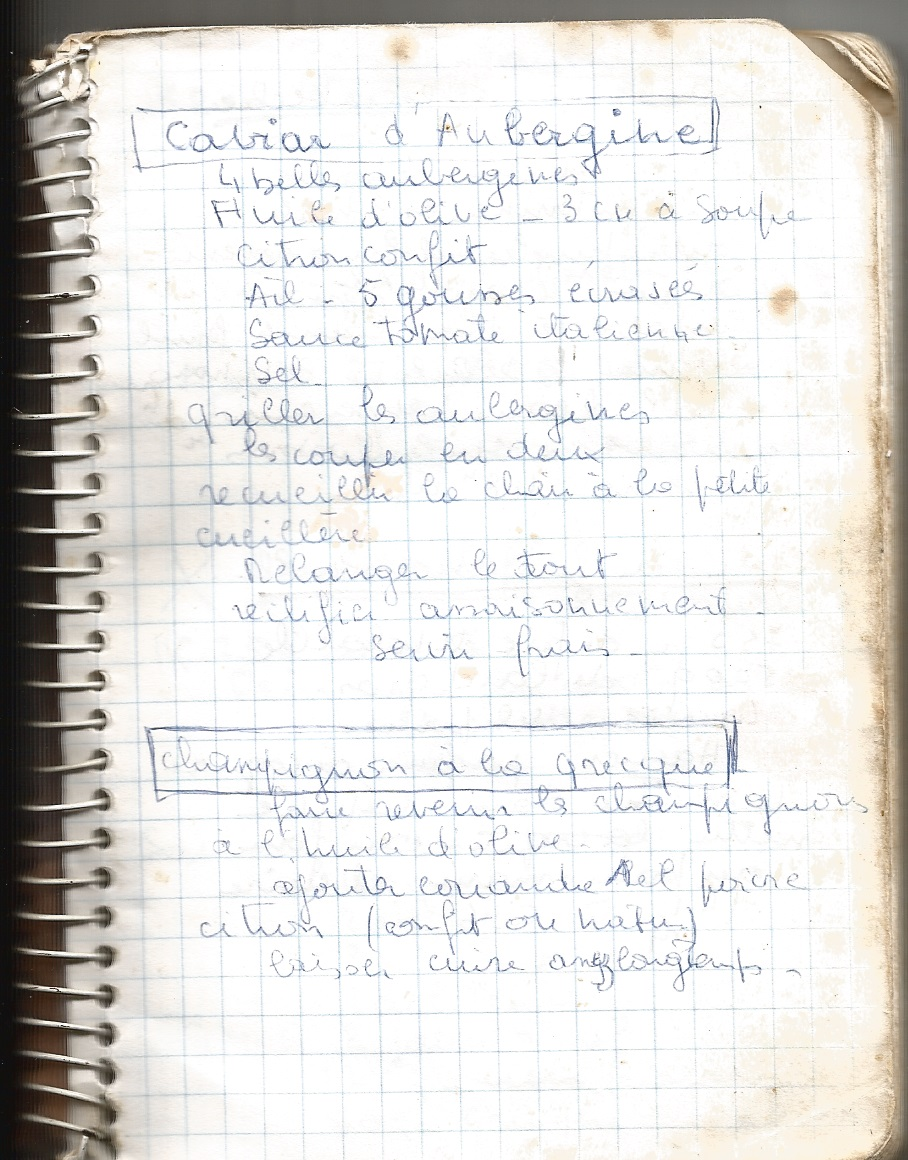 Caviar d'Aubergine
4 belles aubergines
Huile d'olive - 3 cu à soupe
citron confit
Ail - 5 gousses écrasées
Sauce tomate italienne.
Sel
griller les aubergines
les couper en deux
recueillir la chair à la petite
cueillère
Mélanger le tout
rectifier assaisonnement.
Servir frais -
champignon à la grecque
faire revenir les champignons
à l'huile d'olive.
ajouter coriandre sel poivre
citron (confit ou nature)
laisser cuire assez longtemps -